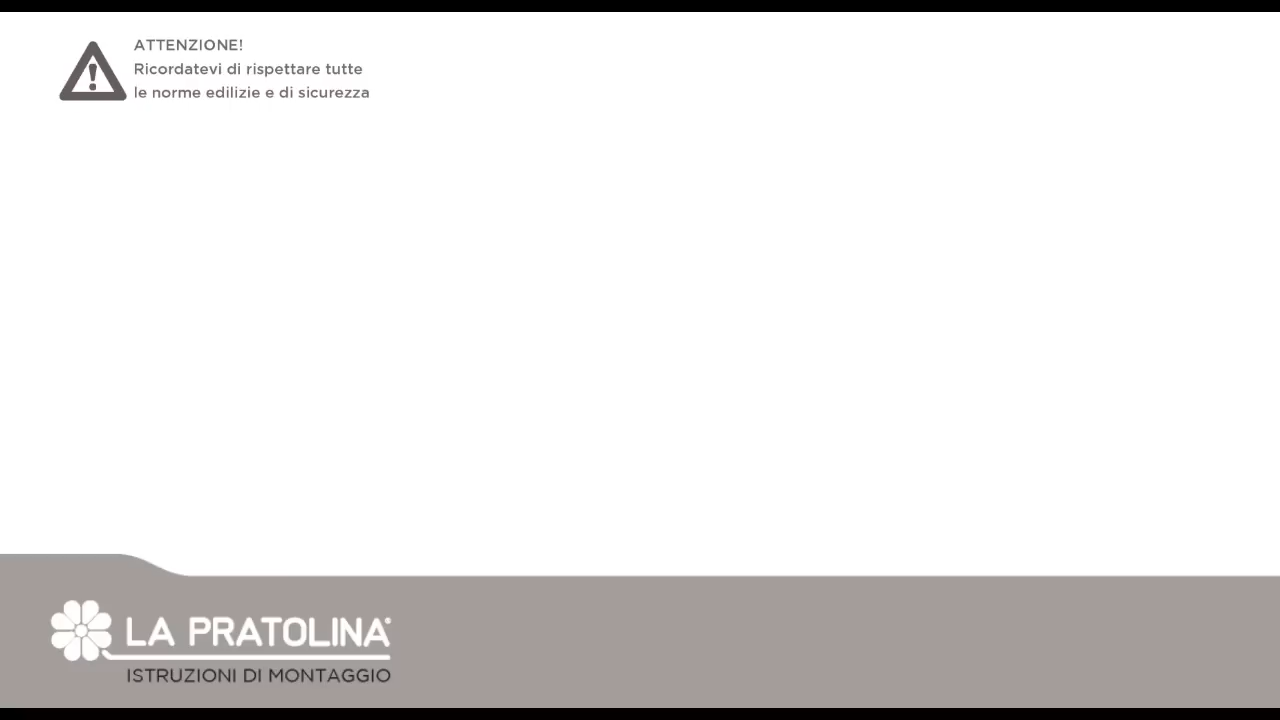 ATTENZIONE!
Ricordatevi di rispettare tutte
le norme edilizie e di sicurezza
LA PRATOLINA®
ISTRUZIONI DI MONTAGGIO